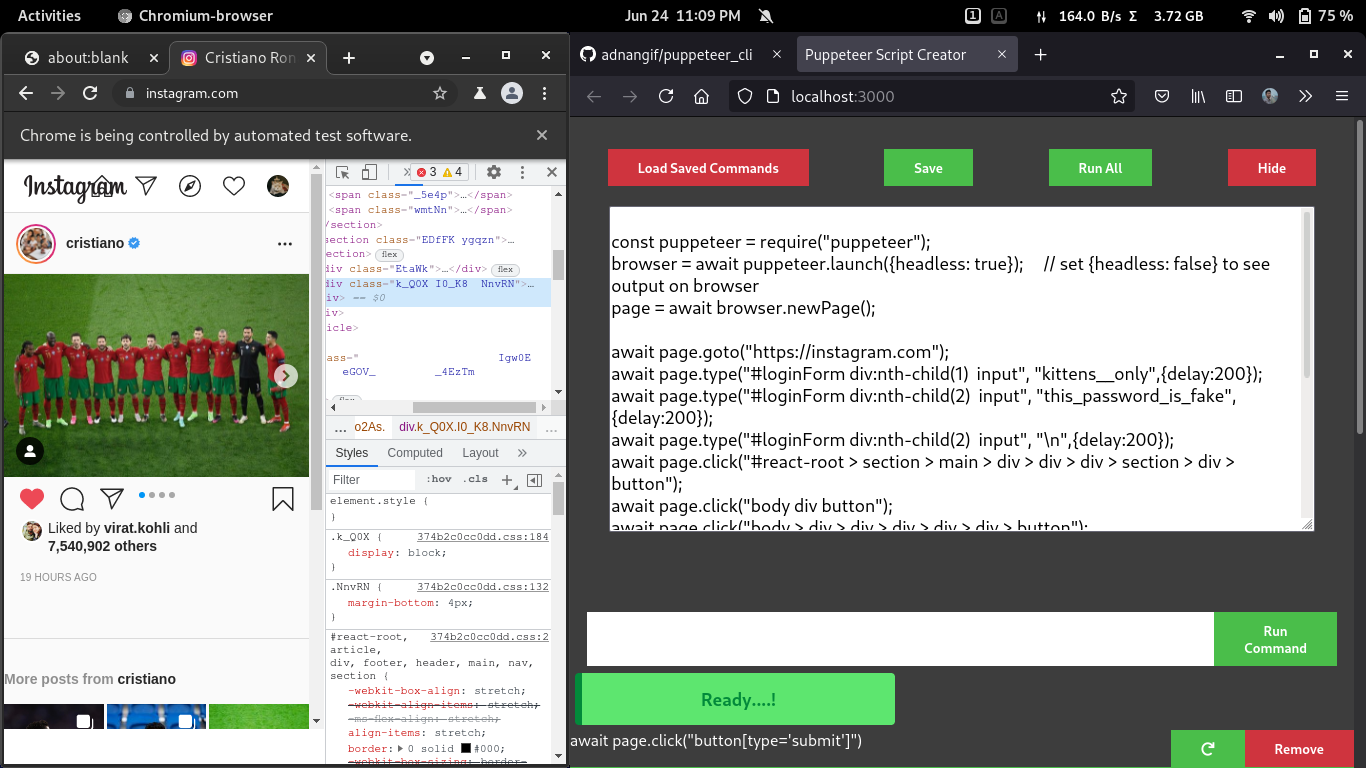 Activities
Chromium-browser
Jun 24 11:09 PM
1
A
164.0 B/s Σ 3.72 GB
75 %
about:blank
Cristiano Ron
instagram.com
Chrome is being controlled by automated test software.
Instagram
cristiano
Liked by virat.kohli and
7,540,902 others
19 HOURS AGO
More posts from cristiano
3
4
<span class="_5e4p">…</span>
<span class="wmtNn">…</span>
/section>
section class="EDfFK ygqzn">…
ection> flex
div class="EtaWk">…</div> flex
div class="k_Q0X I0_K8  NnvRN">…
iv> == $0
iv>
icle>
ass="                    Igw0E
eGOV_         _4EzTm
flex
… o2As. div.k_Q0X.I0_K8.NnvRN …
Styles Computed Layout
Filter :hov .cls
element.style {
}
.k_Q0X { 374b2c0cc0dd.css:184
display: block;
}
.NnvRN { 374b2c0cc0dd.css:132
margin-bottom: 4px;
}
#react-root, 374b2c0cc0dd.css:2
article,
div, footer, header, main, nav,
section {
-webkit-box-align: stretch;
-webkit-align-items: stretch;
-ms-flex-align: stretch;
align-items: stretch;
border: 0 solid #000;
-webkit-box-sizing: border-
adnangif/puppeteer_cli
Puppeteer Script Creator
localhost:3000
Load Saved Commands
Save
Run All
Hide
const puppeteer = require("puppeteer");
browser = await puppeteer.launch({headless: true});     // set {headless: false} to see
output on browser
page = await browser.newPage();
await page.goto("https://instagram.com");
await page.type("#loginForm div:nth-child(1)  input", "kittens__only",{delay:200});
await page.type("#loginForm div:nth-child(2)  input", "this_password_is_fake",
{delay:200});
await page.type("#loginForm div:nth-child(2)  input", "\n",{delay:200});
await page.click("#react-root > section > main > div > div > div > section > div >
button");
await page.click("body div button");
await page.click("body > div > div > div > div > div > button");
Run
Command
Ready....!
await page.click("button[type='submit']")
Remove